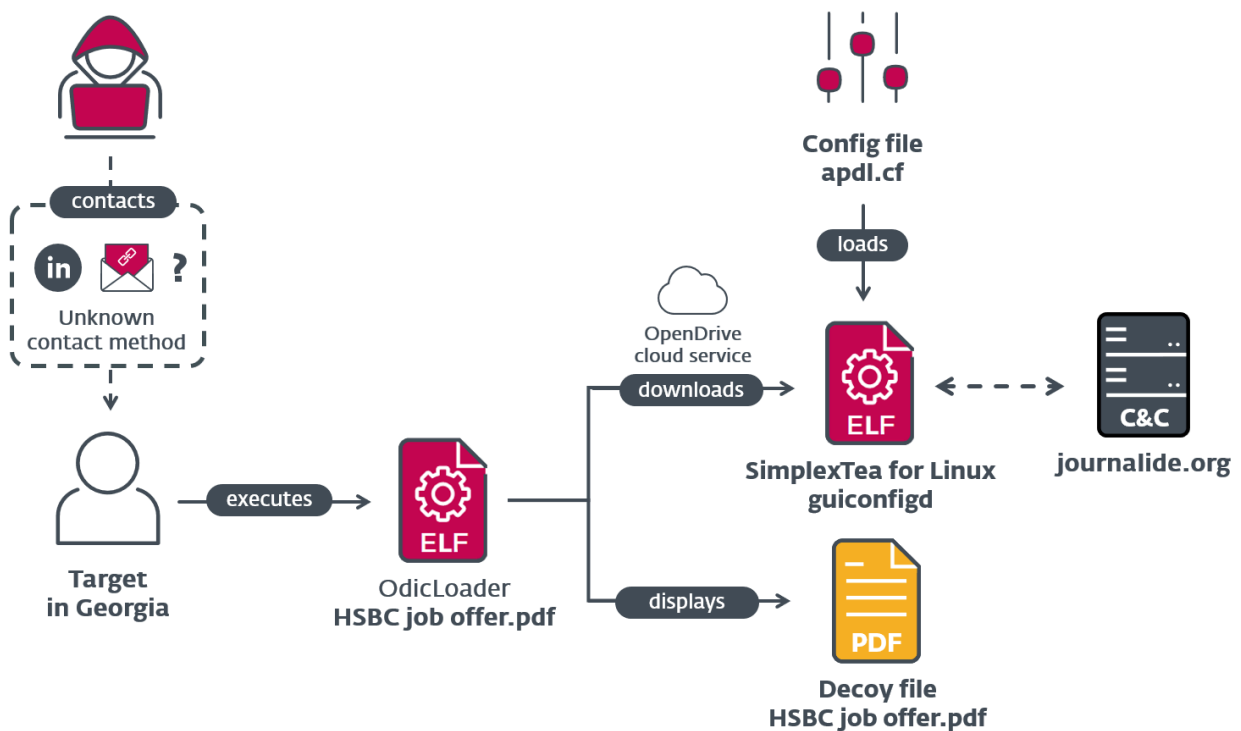 contacts
in
?
Unknown
contact method
Target
in Georgia
executes
ELF
OdicLoader
HSBC job offer.pdf
OpenDrive
cloud service
downloads
displays
Config file
apdl.cf
loads
ELF
SimplexTea for Linux
guiconfigd
C&C
journalide.org
PDF
Decoy file
HSBC job offer.pdf